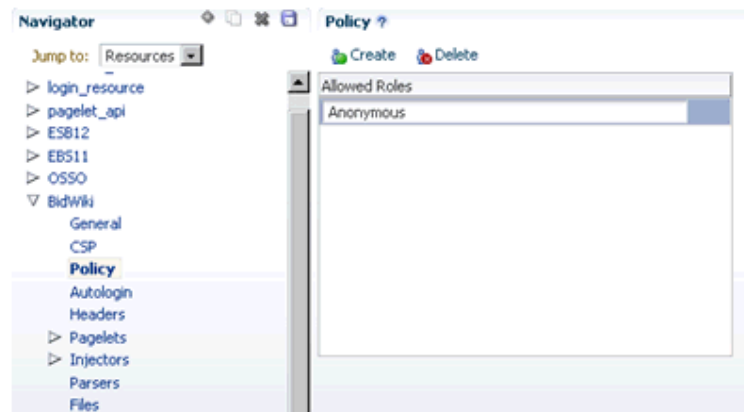 Navigator
Jump to: Resources
login_resource
pagelet_api
ESB12
EBS11
OSSO
BidWiki
General
CSP
Policy
Autologin
Headers
Pagelets
Injectors
Parsers
Files
Policy ?
Create Delete
Allowed Roles
Anonymous